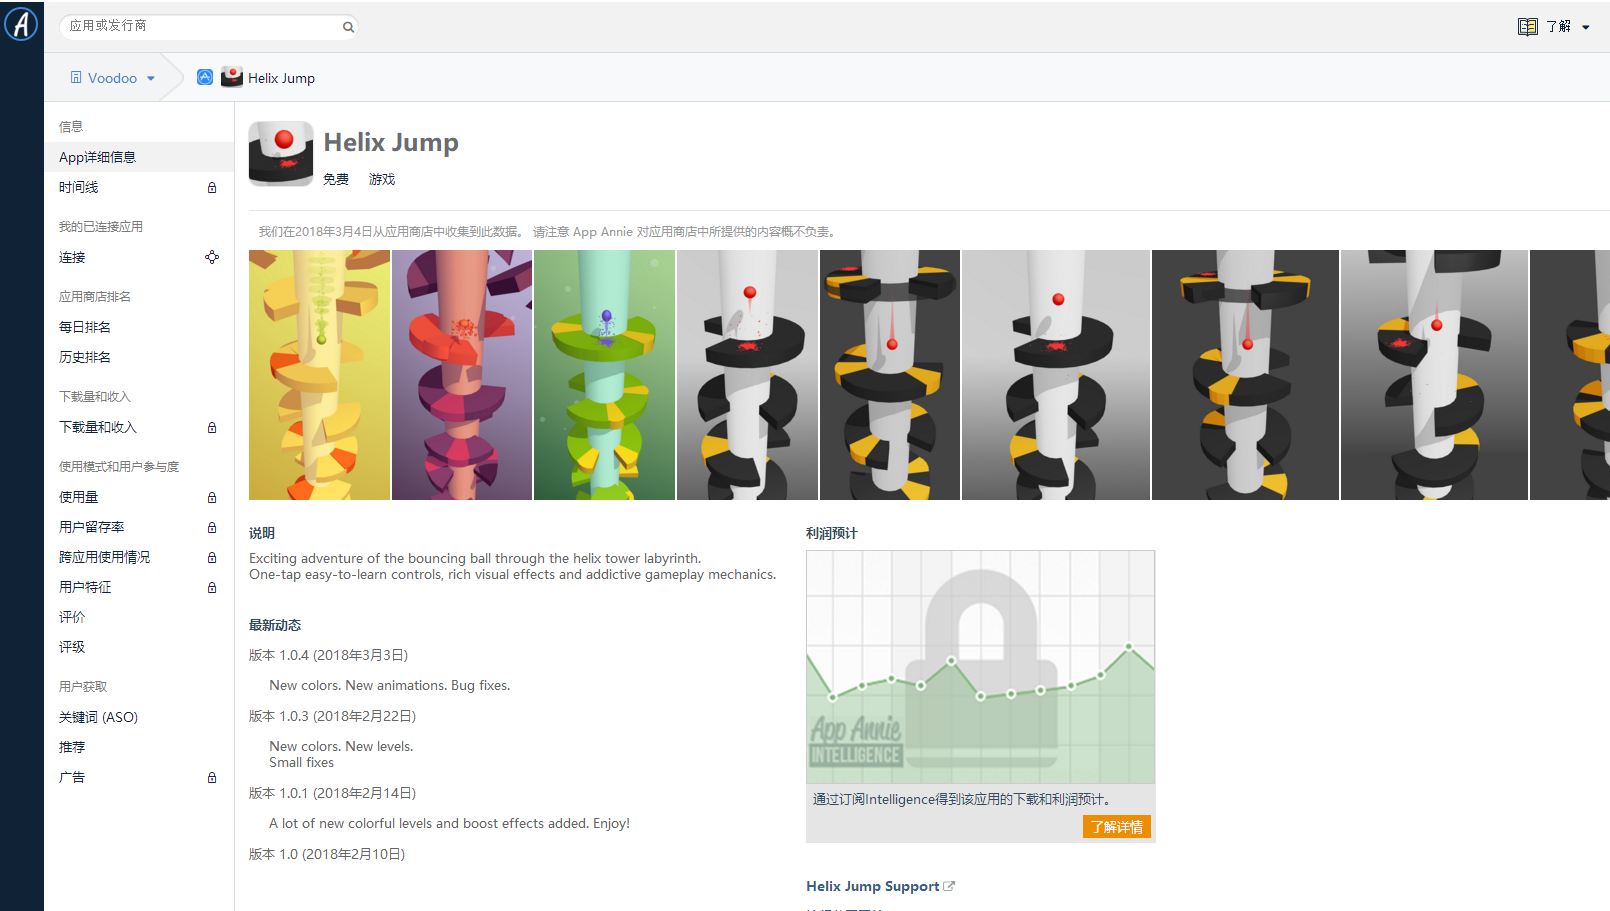 应用或发行商
了解
Voodoo
Helix Jump
信息
App详细信息
时间线
我的已连接应用
连接
应用商店排名
每日排名
历史排名
下载量和收入
下载量和收入
使用模式和用户参与度
使用量
用户留存率
跨应用使用情况
用户特征
评价
评级
用户获取
关键词 (ASO)
推荐
广告
Helix Jump
免费 游戏
我们在2018年3月4日从应用商店中收集到此数据。 请注意 App Annie 对应用商店中所提供的内容概不负责。
说明
Exciting adventure of the bouncing ball through the helix tower labyrinth.
One-tap easy-to-learn controls, rich visual effects and addictive gameplay mechanics.
最新动态
版本 1.0.4 (2018年3月3日)
New colors. New animations. Bug fixes.
版本 1.0.3 (2018年2月22日)
New colors. New levels.
Small fixes
版本 1.0.1 (2018年2月14日)
A lot of new colorful levels and boost effects added. Enjoy!
版本 1.0 (2018年2月10日)
利润预计
App Annie
INTELLIGENCE
通过订阅Intelligence得到该应用的下载和利润预计。
了解详情
Helix Jump Support